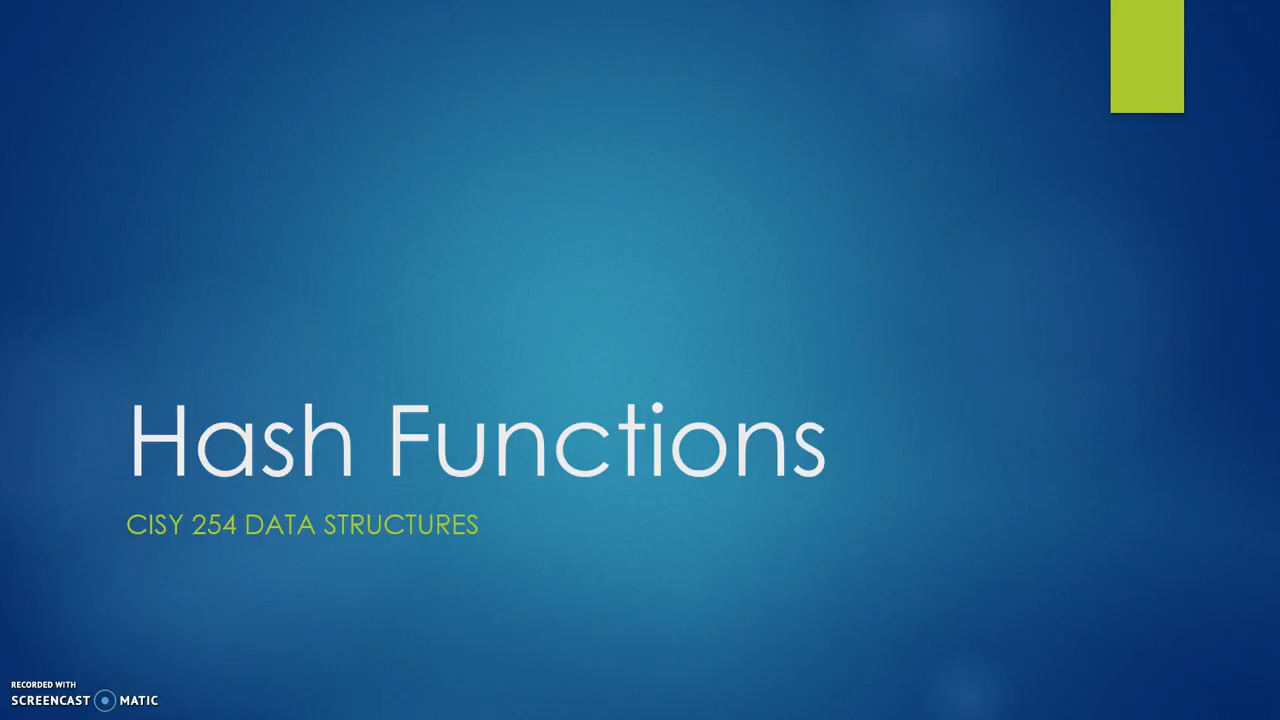 Hash Functions
CISY 254 DATA STRUCTURES
RECORDED WITH
SCREENCAST MATIC